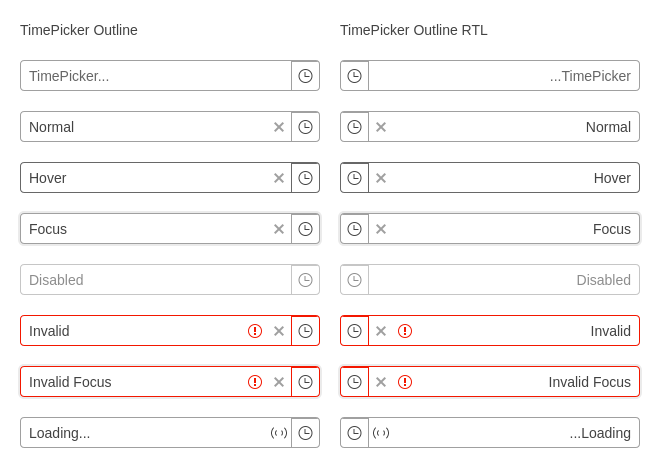 TimePicker Outline
TimePicker...
Normal
Hover
Focus
Disabled
Invalid
Invalid Focus
Loading...
TimePicker Outline RTL
...TimePicker
Normal
Hover
Focus
Disabled
Invalid
Invalid Focus
...Loading